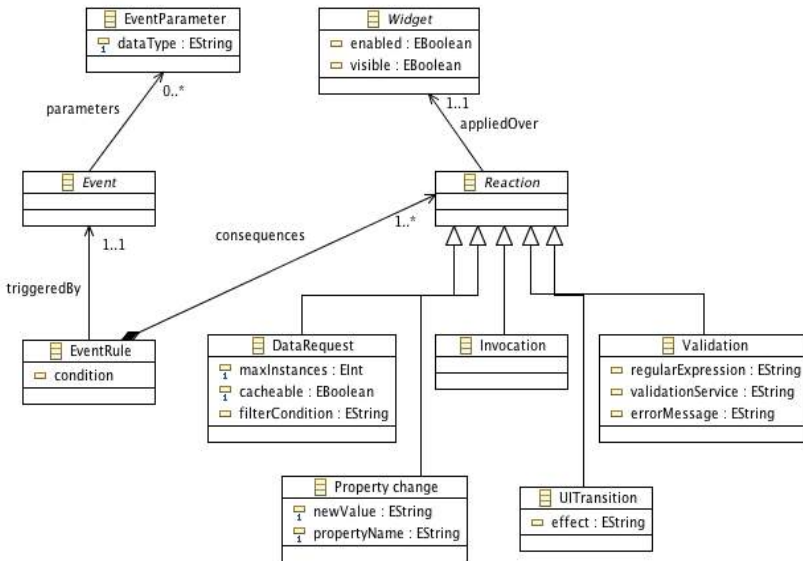 EventParameter
dataType : EString
Widget
enabled : EBoolean
visible : EBoolean
0..*
1..1
parameters
appliedOver
Event
Reaction
1..*
consequences
1..1
triggeredBy
EventRule
condition
DataRequest
maxInstances : EInt
cacheable : EBoolean
filterCondition : EString
Invocation
Validation
regularExpression : EString
validationService : EString
errorMessage : EString
Property change
newValue : EString
propertyName : EString
UITransition
effect : EString